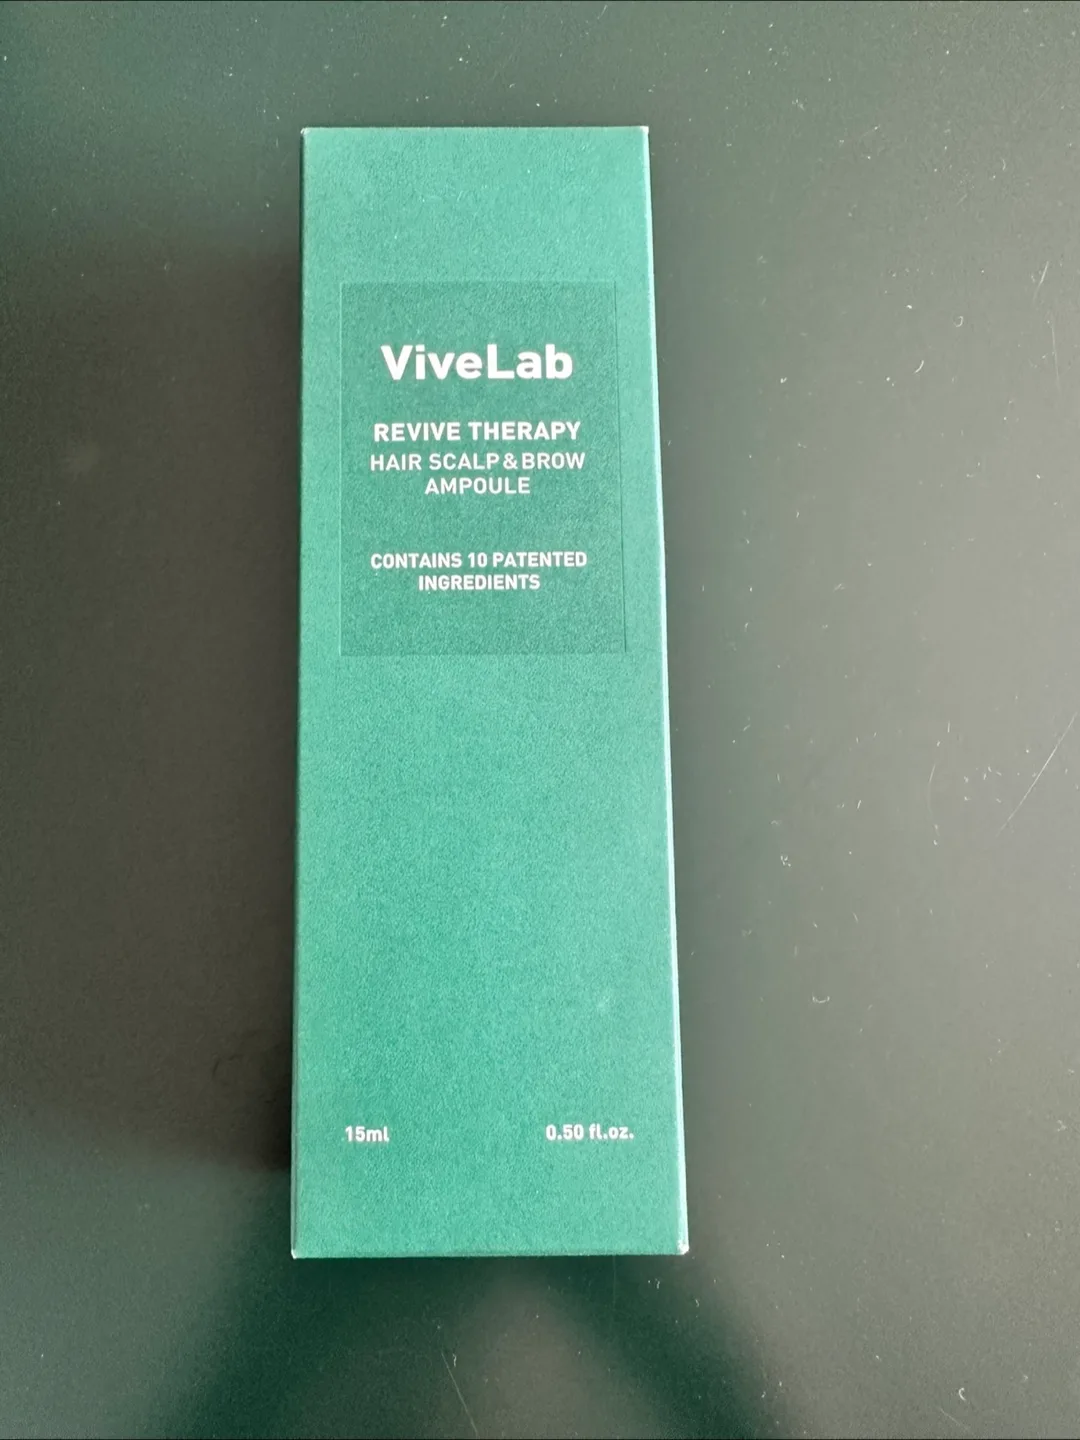 ViveLab
REVIVE THERAPY
HAIR SCALP & BROW
AMPOULE
CONTAINS 10 PATENTED
INGREDIENTS
15ml
0.50 fl.oz.